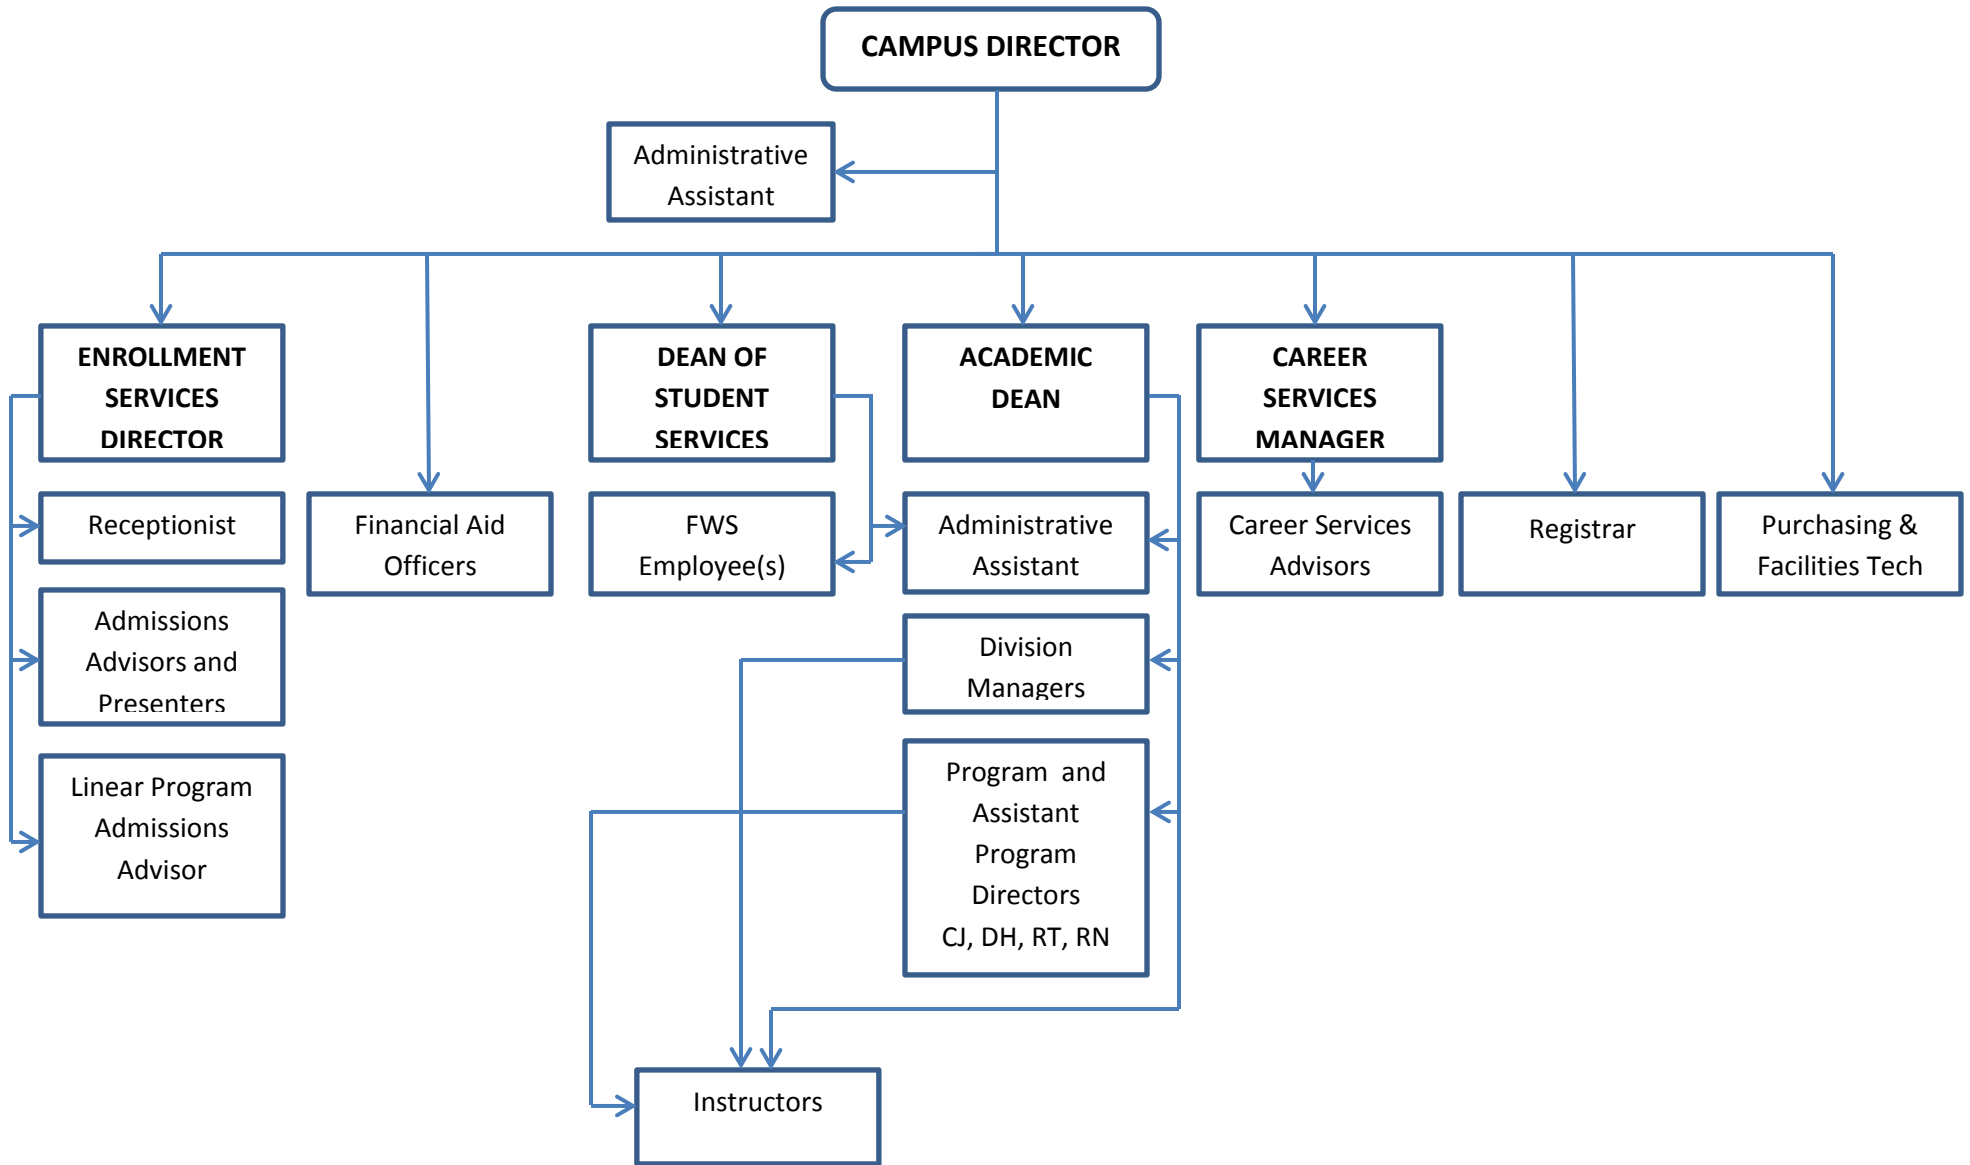 CAMPUS DIRECTOR
Administrative
Assistant
ENROLLMENT
SERVICES
DIRECTOR
DEAN OF
STUDENT
SERVICES
ACADEMIC
DEAN
CAREER
SERVICES
MANAGER
Receptionist
Financial Aid
Officers
FWS
Employee(s)
Administrative
Assistant
Career Services
Advisors
Registrar
Purchasing &
Facilities Tech
Admissions
Advisors and
Presenters
Division
Managers
Linear Program
Admissions
Advisor
Program and
Assistant
Program
Directors
CJ, DH, RT, RN
Instructors